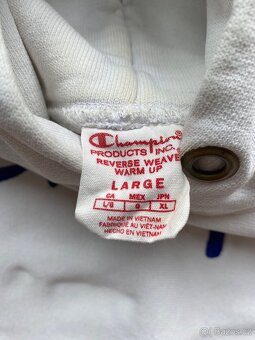 Champion
PRODUCTS INC.
REVERSE WEAVE
WARM UP
LARGE
CA MEX JPN
L/G G XL
MADE IN VIETNAM
FABRIQUÉ AU VIÊT-NAM
HECHO EN VIETNAM